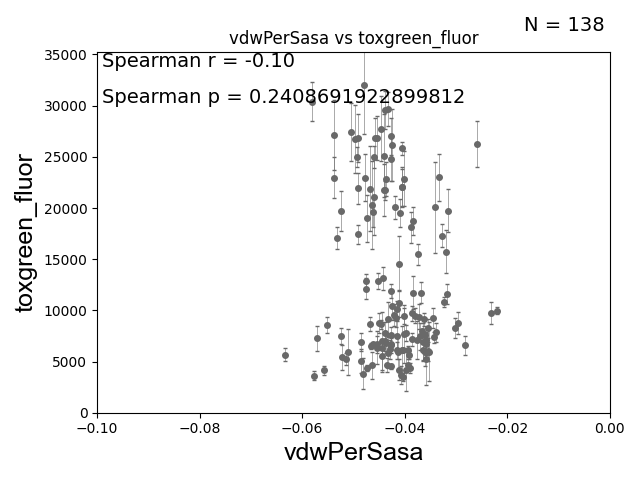 N = 138
vdwPerSasa vs toxgreen_fluor
Spearman r = -0.10
Spearman p = 0.2408691922899812
toxgreen_fluor
35000
30000
25000
20000
15000
10000
5000
0
−0.10 −0.08 −0.06 −0.04 −0.02 0.00
vdwPerSasa